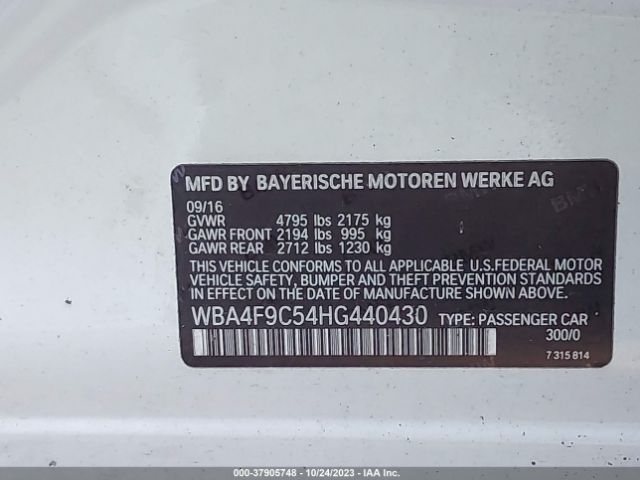 MFD BY BAYERISCHE MOTOREN WERKE AG
09/16
GVWR 4795 lbs 2175 kg
GAWR FRONT 2194 lbs 995 kg
GAWR REAR 2712 lbs 1230 kg
THIS VEHICLE CONFORMS TO ALL APPLICABLE U.S.FEDERAL MOTOR
VEHICLE SAFETY, BUMPER AND THEFT PREVENTION STANDARDS
IN EFFECT ON THE DATE OF MANUFACTURE SHOWN ABOVE.
WBA4F9C54HG440430 TYPE: PASSENGER CAR
300/0
7 315 814
000-37905748 - 10/24/2023 - IAA Inc.